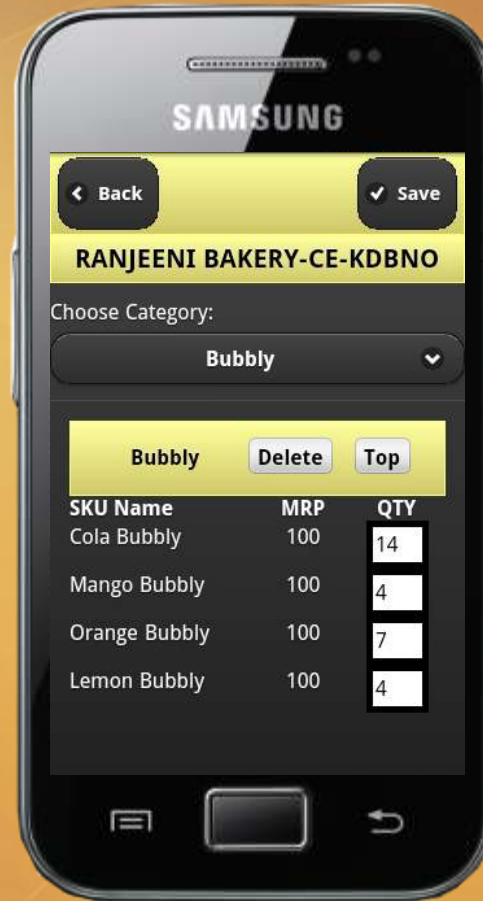 SAMSUNG
Back Save
RANJEENI BAKERY-CE-KDBNO
Choose Category:
Bubbly
Bubbly Delete Top
SKU Name MRP QTY
Cola Bubbly 100 14
Mango Bubbly 100 4
Orange Bubbly 100 7
Lemon Bubbly 100 4